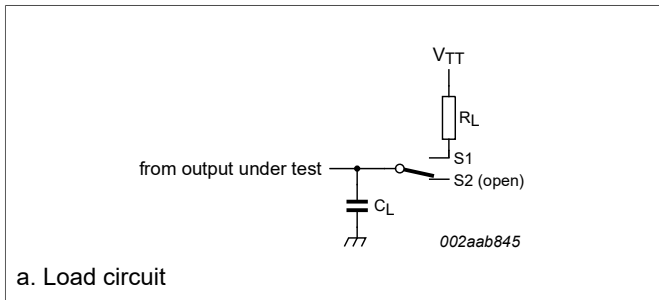 VTT
RL
S1
from output under test
S2 (open)
CL
002aab845
a. Load circuit